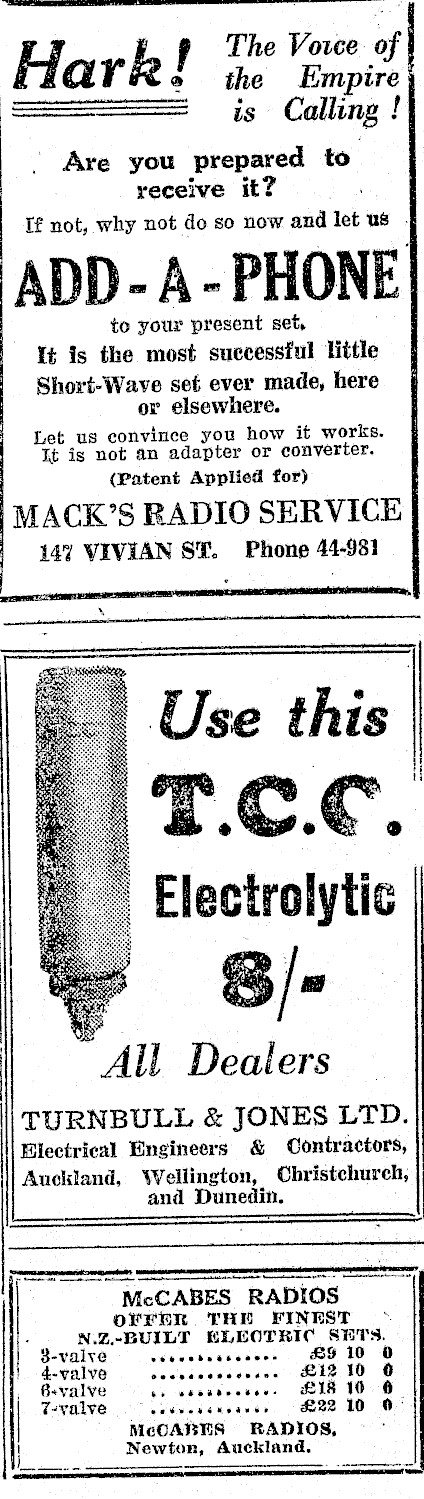 Hark!
The Voice of
the Empire
is Calling!
Are you prepared to
receive it?
If not, why not do so now and let us
ADD-A-PHONE
to your present set.
It is the most successful little
Short-Wave set ever made, here
or elsewhere.
Let us convince you how it works.
It is not an adapter or converter.
(Patent Applied for)
MACK'S RADIO SERVICE
147 VIVIAN ST. Phone 44-981
Use this
T.C.C.
Electrolytic
8/-
All Dealers
TURNBULL & JONES LTD.
Electrical Engineers & Contractors,
Auckland, Wellington, Christchurch,
and Dunedin.
McCABES RADIOS
OFFER THE FINEST
N.Z.-BUILT ELECTRIC SETS.
3-valve .............. £9 10 0
4-valve .............. £12 10 0
6-valve .. ............ £18 10 0
7-valve .............. £22 10 0
McCABES RADIOS,
Newton, Auckland.